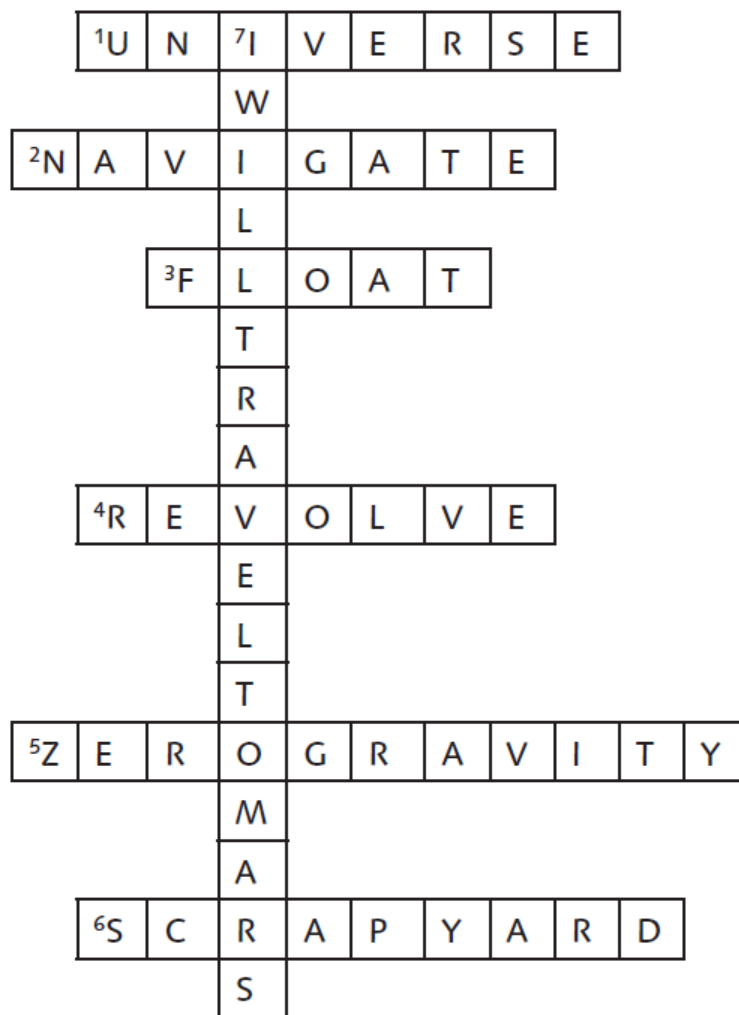 ¹U N ⁷I V E R S E
W
²N A V I G A T E
L
³F L O A T
T
R
A
⁴R E V O L V E
E
L
T
⁵Z E R O G R A V I T Y
M
A
⁶S C R A P Y A R D
S